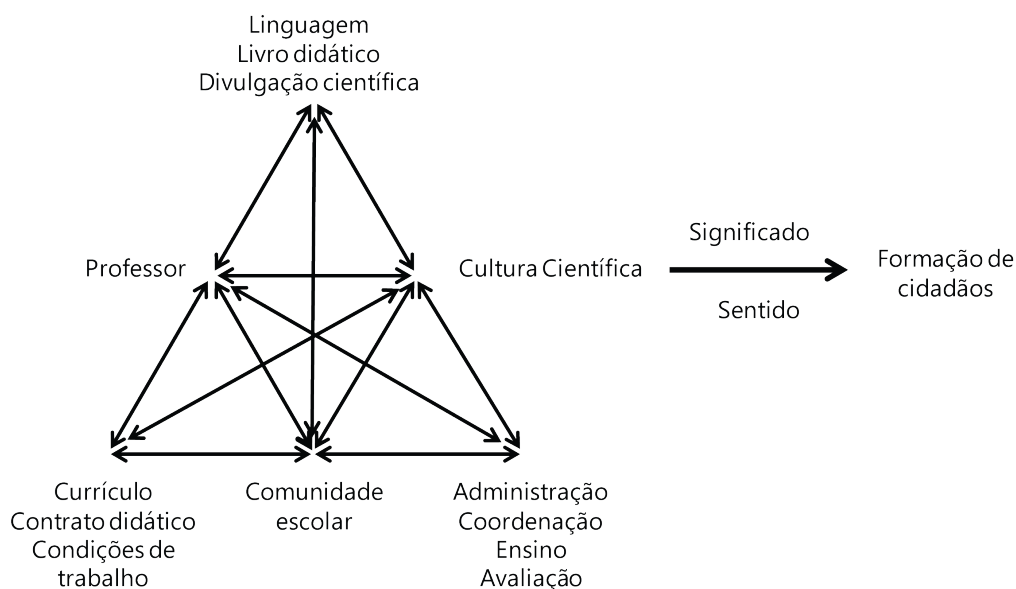 Linguagem
Livro didático
Divulgação científica
Professor
Cultura Científica
Significado
Sentido
Formação de
cidadãos
Currículo
Contrato didático
Condições de
trabalho
Comunidade
escolar
Administração
Coordenação
Ensino
Avaliação